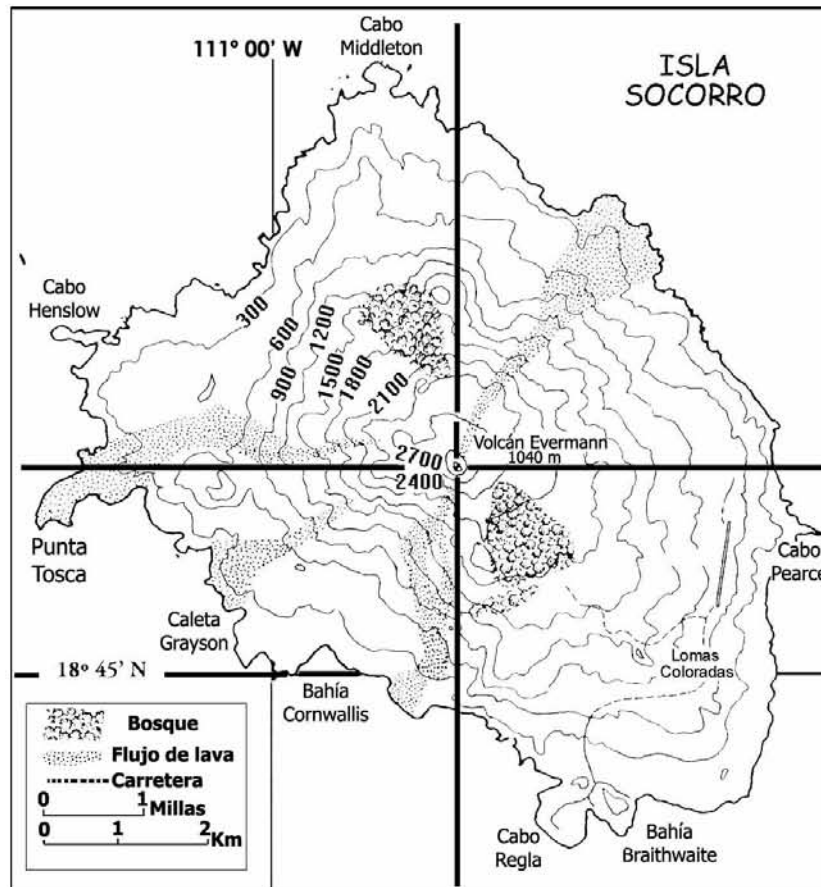 Cabo
Middleton
111° 00' W
ISLA
SOCORRO
Cabo
Henslow
300
600
900
1200
1500
1800
2100
2700
2400
Volcán Evermann
1040 m
Punta
Tosca
Cabo
Pearce
Caleta
Grayson
Lomas
Coloradas
18° 45' N
Bahía
Cornwallis
Bosque
Flujo de lava
Carretera
0 1
Millas
0 1 2
Km
Cabo
Regla
Bahía
Braithwaite